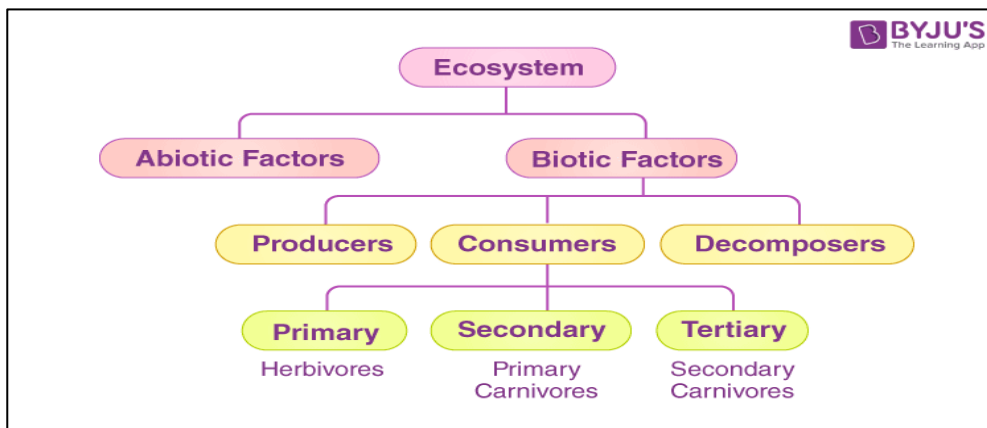 BYJU'S
The Learning App
Ecosystem
Abiotic Factors
Biotic Factors
Producers
Consumers
Decomposers
Primary
Secondary
Tertiary
Herbivores
Primary
Carnivores
Secondary
Carnivores